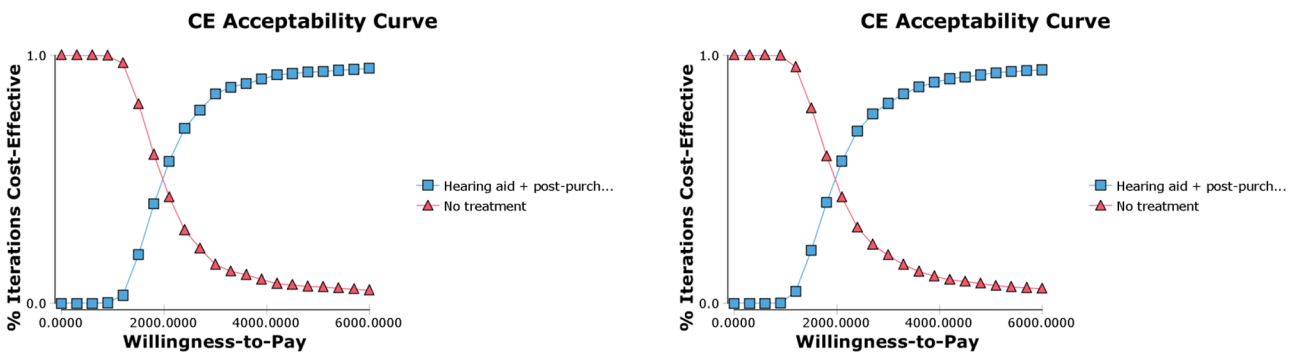 CE Acceptability Curve
% Iterations Cost-Effective
1.0
0.0
0.0000
2000.0000
4000.0000
6000.0000
Willingness-to-Pay
Hearing aid + post-purch...
No treatment
CE Acceptability Curve
% Iterations Cost-Effective
1.0
0.0
0.0000
2000.0000
4000.0000
6000.0000
Willingness-to-Pay
Hearing aid + post-purch...
No treatment